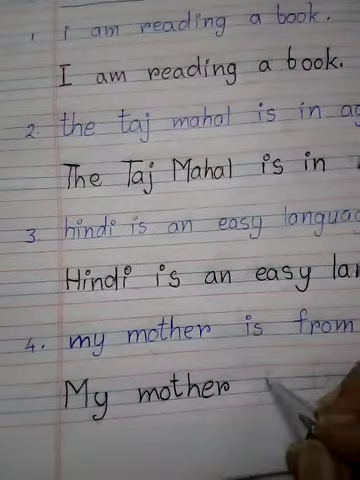 1. i am reading a book.
I am reading a book.
2. the taj mahal is in
The Taj Mahal is in
3. hindi is an easy
Hindi is an easy
4. my mother is from
My mother